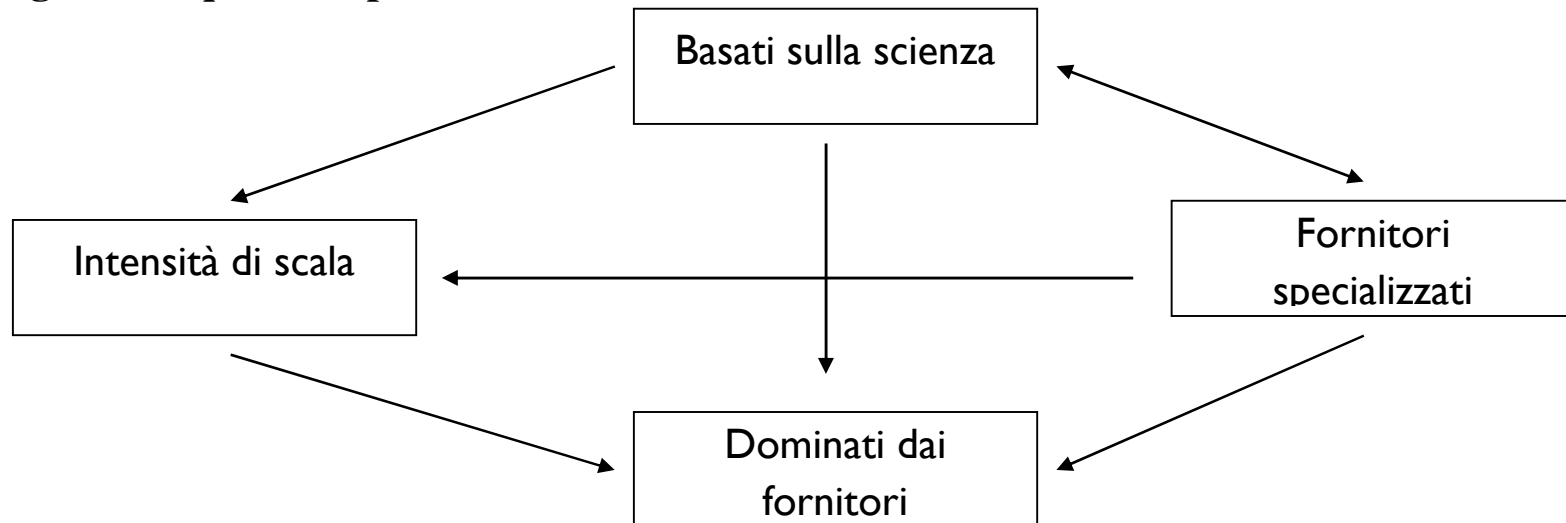 Basati sulla scienza
Intensità di scala
Fornitori
specializzati
Dominati dai
fornitori